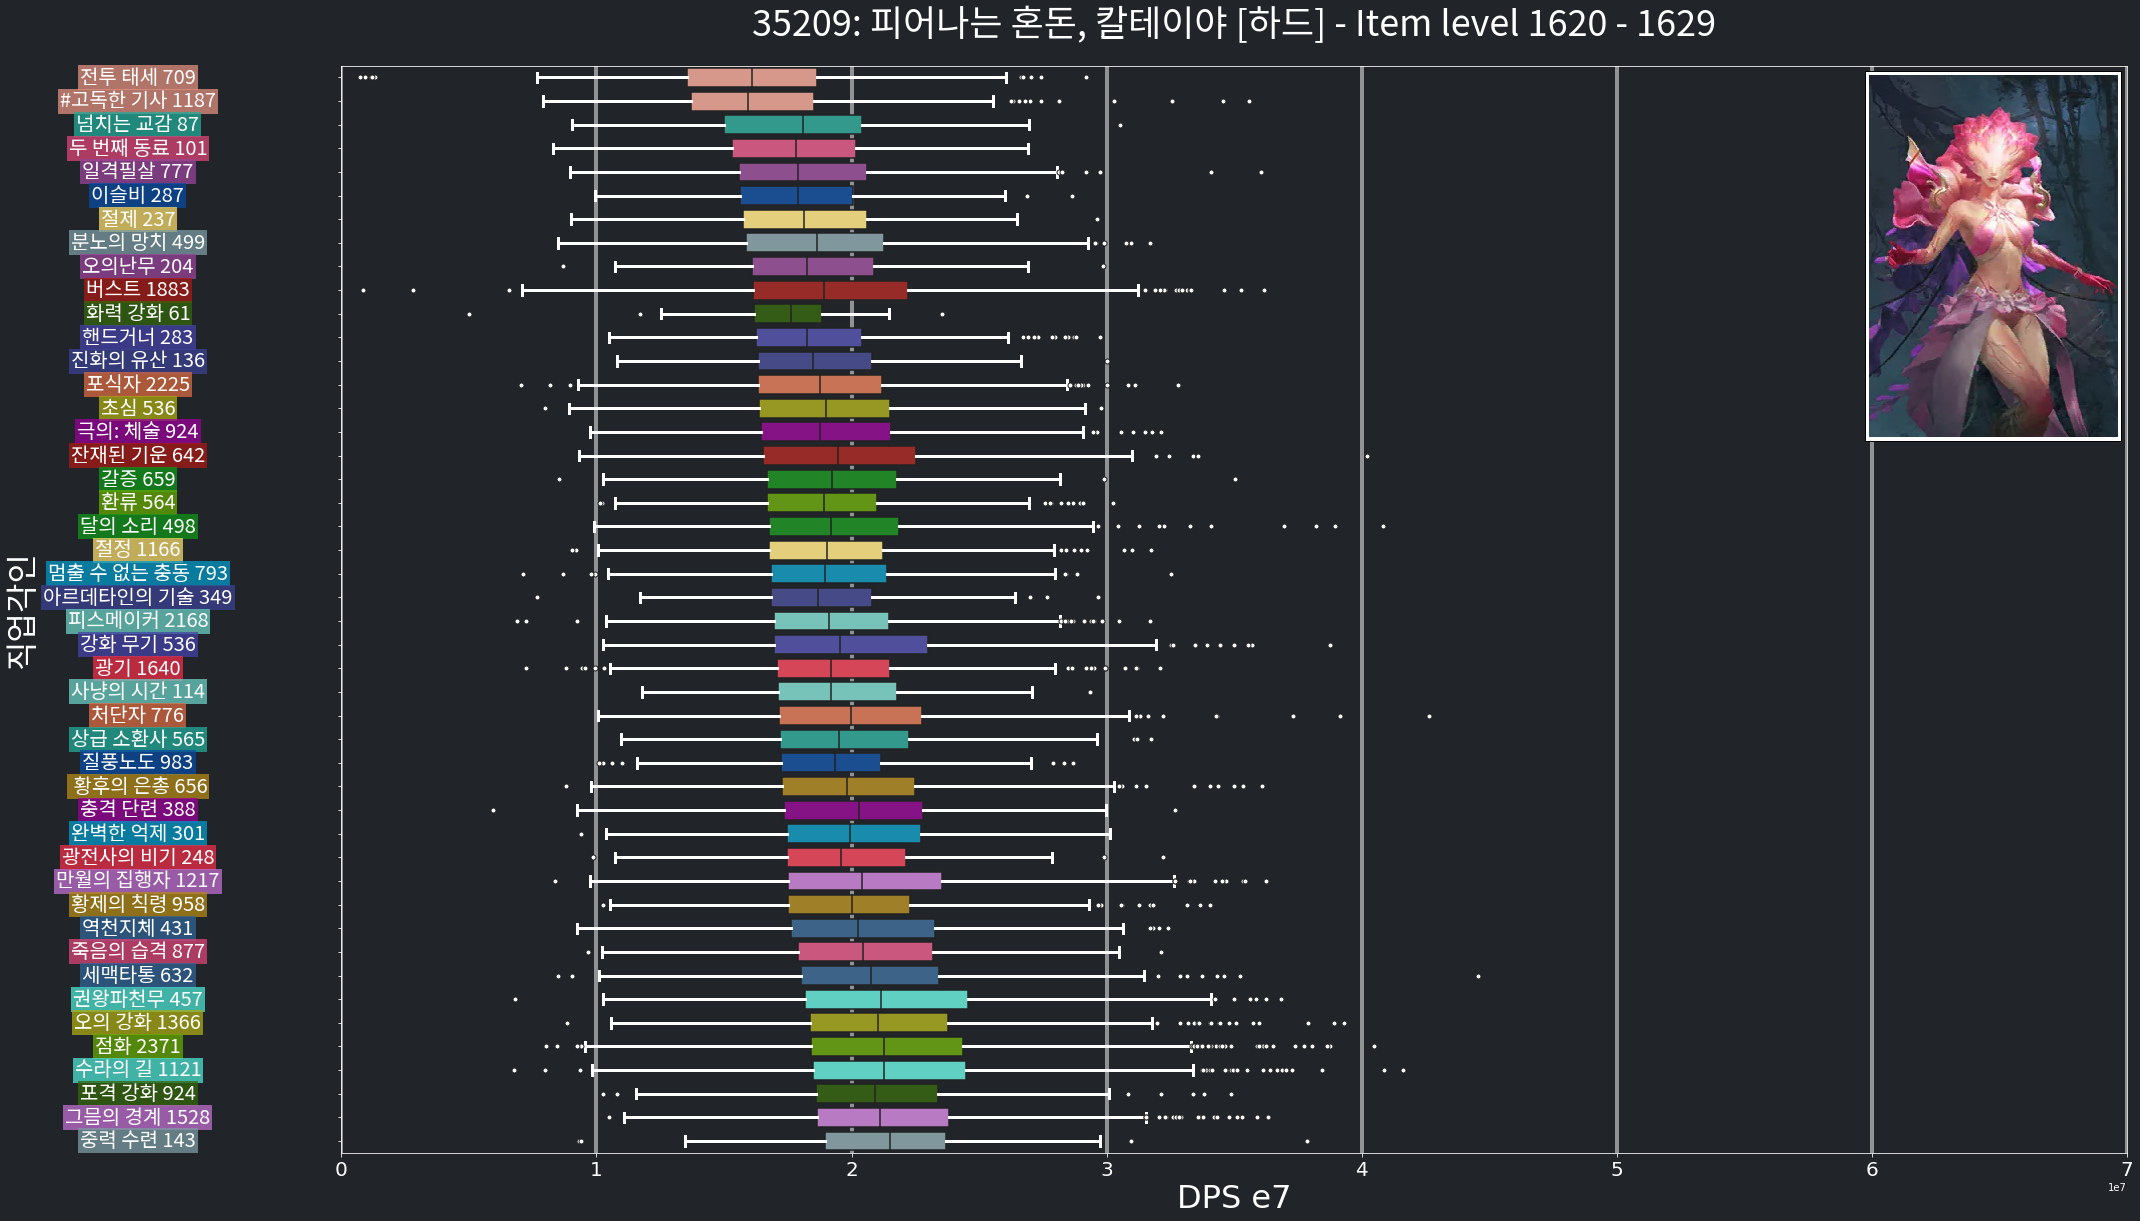 35209: 피어나는 혼돈, 칼테이야 [하드] - Item level 1620 - 1629
전투 태세 709
#고독한 기사 1187
넘치는 교감 87
두 번째 동료 101
일격필살 777
이슬비 287
절제 237
분노의 망치 499
오의난무 204
버스트 1883
화력 강화 61
핸드거너 283
진화의 유산 136
포식자 2225
초심 536
극의: 체술 924
잔재된 기운 642
갈증 659
환류 564
달의 소리 498
절정 1166
멈출 수 없는 충동 793
아르데타인의 기술 349
피스메이커 2168
강화 무기 536
광기 1640
사냥의 시간 114
처단자 776
상급 소환사 565
질풍노도 983
황후의 은총 656
충격 단련 388
완벽한 억제 301
광전사의 비기 248
만월의 집행자 1217
황제의 칙령 958
역천지체 431
죽음의 습격 877
세맥타통 632
권왕파천무 457
오의 강화 1366
점화 2371
수라의 길 1121
포격 강화 924
그믐의 경계 1528
중력 수련 143
직업각인
0 1 2 3 4 5 6 7
1e7
DPS e7